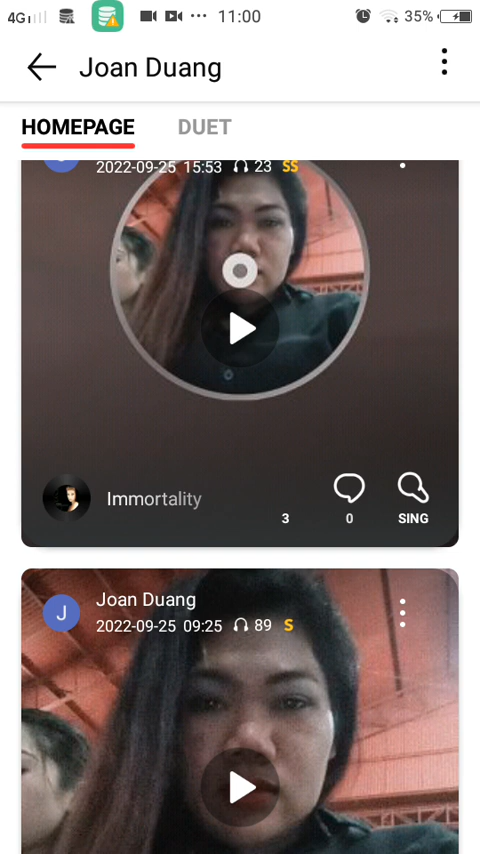 4G 11:00 35%
Joan Duang
HOMEPAGE DUET
2022-09-25 15:53 23 SS
Immortality
3 0 SING
J Joan Duang
2022-09-25 09:25 89 S